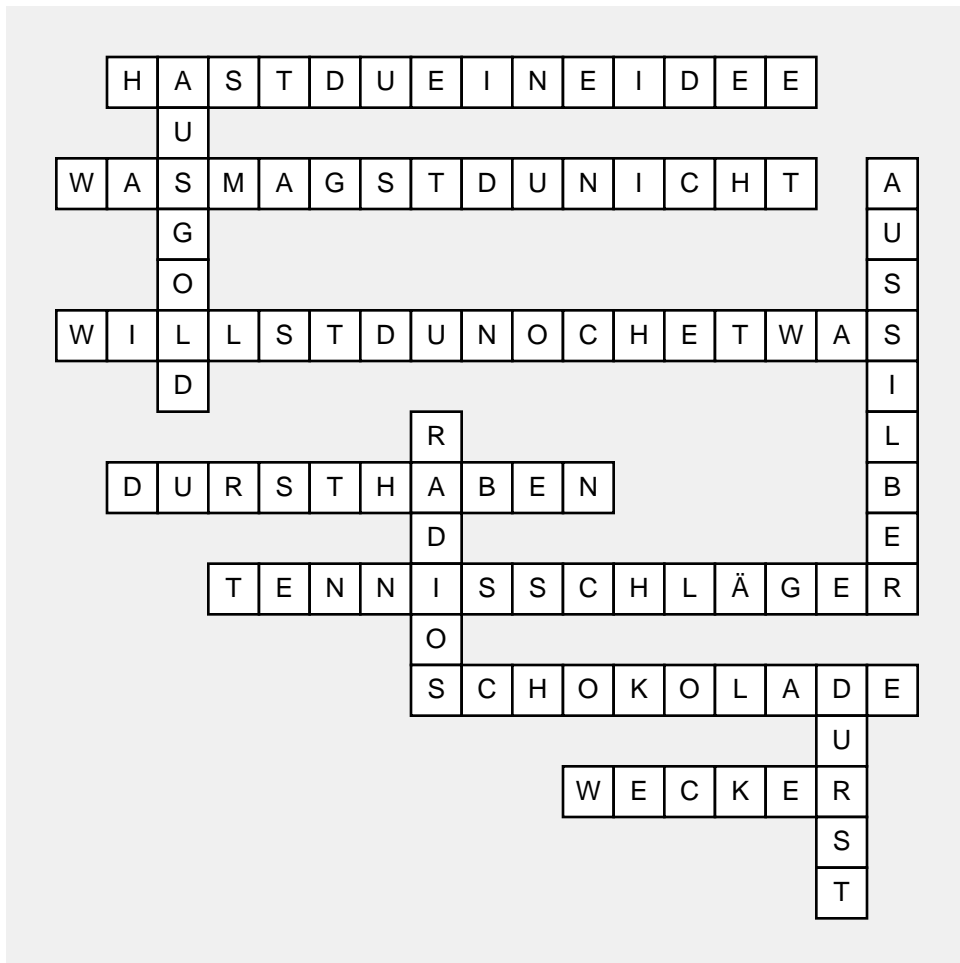 HASTDUEINEIDEE
AUSGOLD
WASMAGSTDUNICHT
AUSSILBER
WILLSTDUNOCHETWAS
RADIOS
DURSTHABEN
TENNISSCHLÄGER
SCHOKOLADE
DURST
WECKER